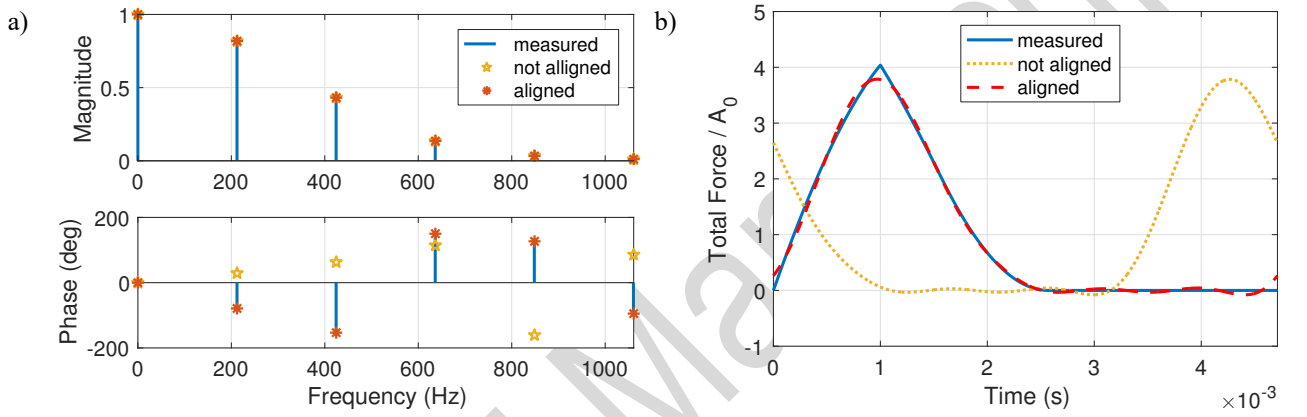 a)
Magnitude
1
0.5
0
0 200 400 600 800 1000
measured
not alligned
aligned
Phase (deg)
200
0
-200
0 200 400 600 800 1000
Frequency (Hz)
b)
Total Force / A_0
5
4
3
2
1
0
-1
0 1 2 3 4
Time (s) ×10^-3
measured
not aligned
aligned